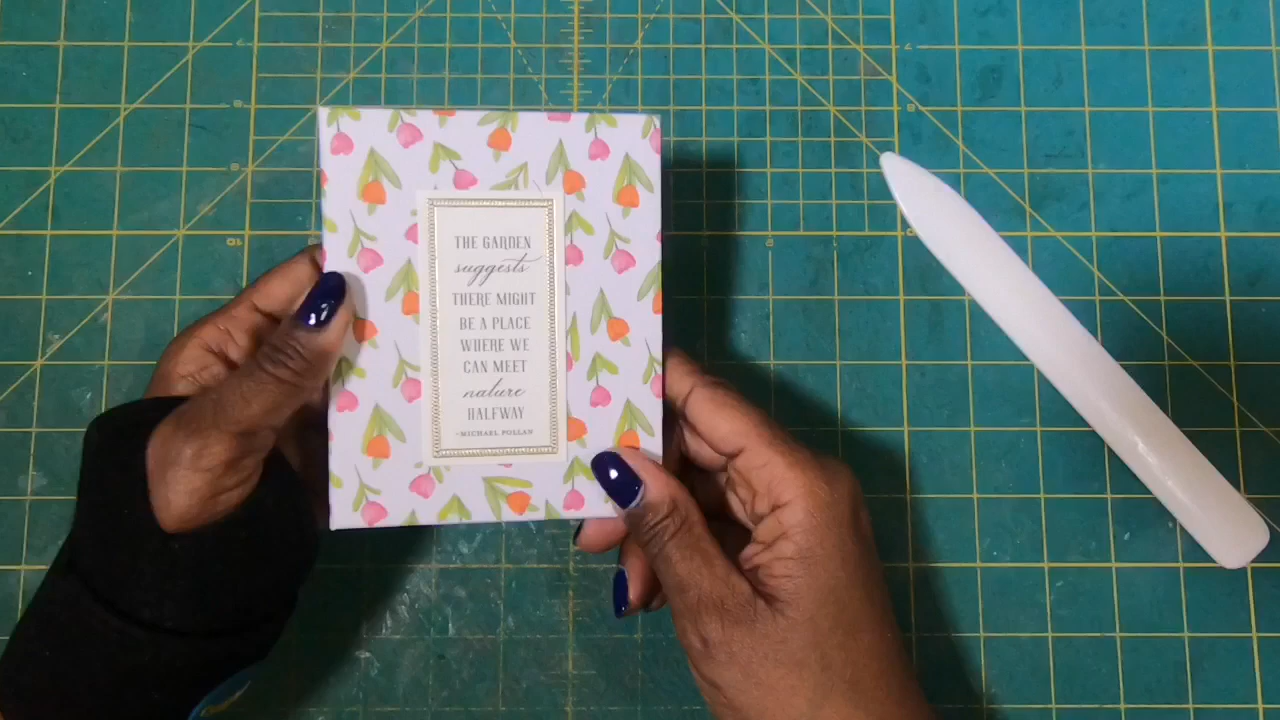 THE GARDEN
suggests
THERE MIGHT
BE A PLACE
WHERE WE
CAN MEET
nature
HALFWAY
-MICHAEL POLLAN